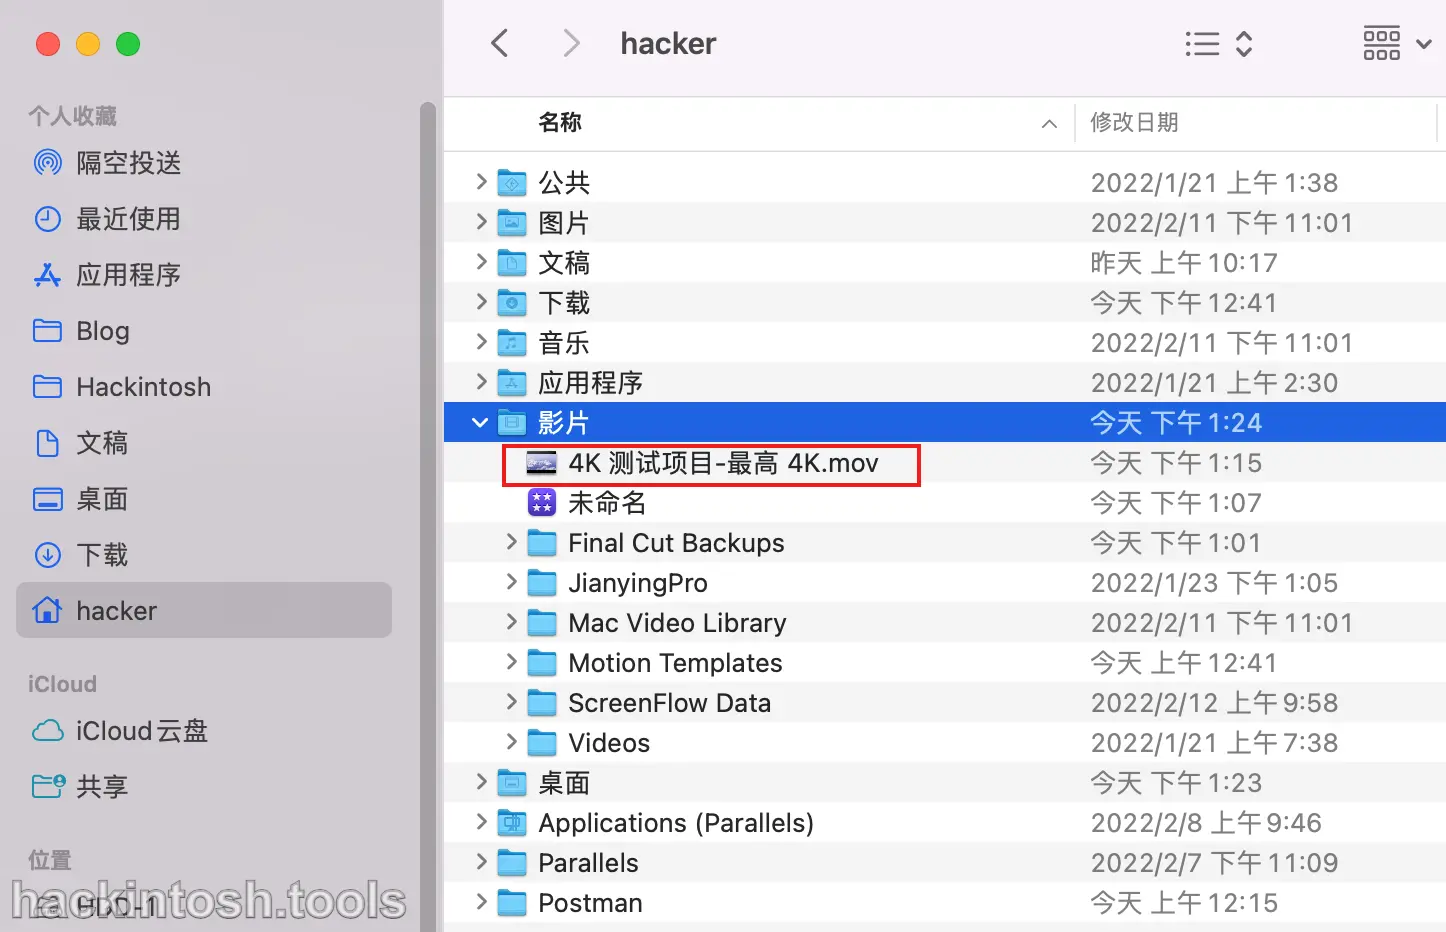 hacker
个人收藏
隔空投送
最近使用
应用程序
Blog
Hackintosh
文稿
桌面
下载
hacker
iCloud
iCloud云盘
共享
位置
HDD-1
hackintosh.tools
名称 修改日期
公共 2022/1/21 上午 1:38
图片 2022/2/11 下午 11:01
文稿 昨天 上午 10:17
下载 今天 下午 12:41
音乐 2022/2/11 下午 11:01
应用程序 2022/1/21 上午 2:30
影片 今天 下午 1:24
4K 测试项目-最高 4K.mov 今天 下午 1:15
未命名 今天 下午 1:07
Final Cut Backups 今天 下午 1:01
JianyingPro 2022/1/23 下午 1:05
Mac Video Library 2022/2/11 下午 11:01
Motion Templates 今天 上午 12:41
ScreenFlow Data 2022/2/12 上午 9:58
Videos 2022/1/21 上午 7:38
桌面 今天 下午 1:23
Applications (Parallels) 2022/2/8 上午 9:46
Parallels 2022/2/7 下午 11:09
Postman 今天 上午 12:15